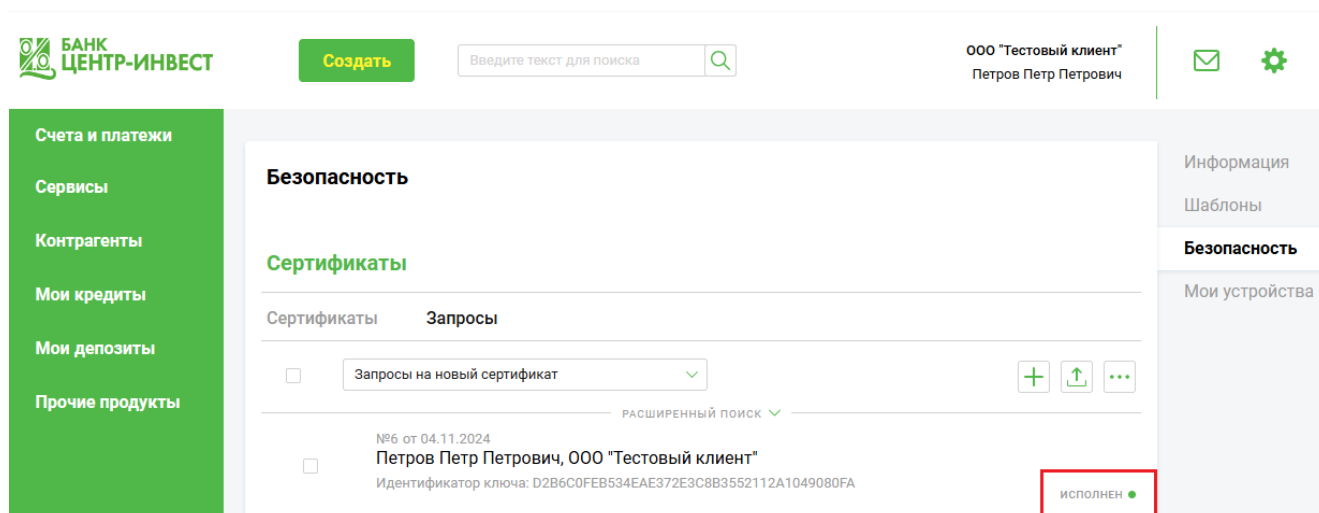 БАНК
ЦЕНТР-ИНВЕСТ
Создать
Введите текст для поиска
ООО "Тестовый клиент"
Петров Петр Петрович
Счета и платежи
Сервисы
Контрагенты
Мои кредиты
Мои депозиты
Прочие продукты
Безопасность
Сертификаты
Сертификаты Запросы
Запросы на новый сертификат
РАСШИРЕННЫЙ ПОИСК
№6 от 04.11.2024
Петров Петр Петрович, ООО "Тестовый клиент"
Идентификатор ключа: D2B6C0FEB534EAE372E3C8B3552112A1049080FA
ИСПОЛНЕН
Информация
Шаблоны
Безопасность
Мои устройства